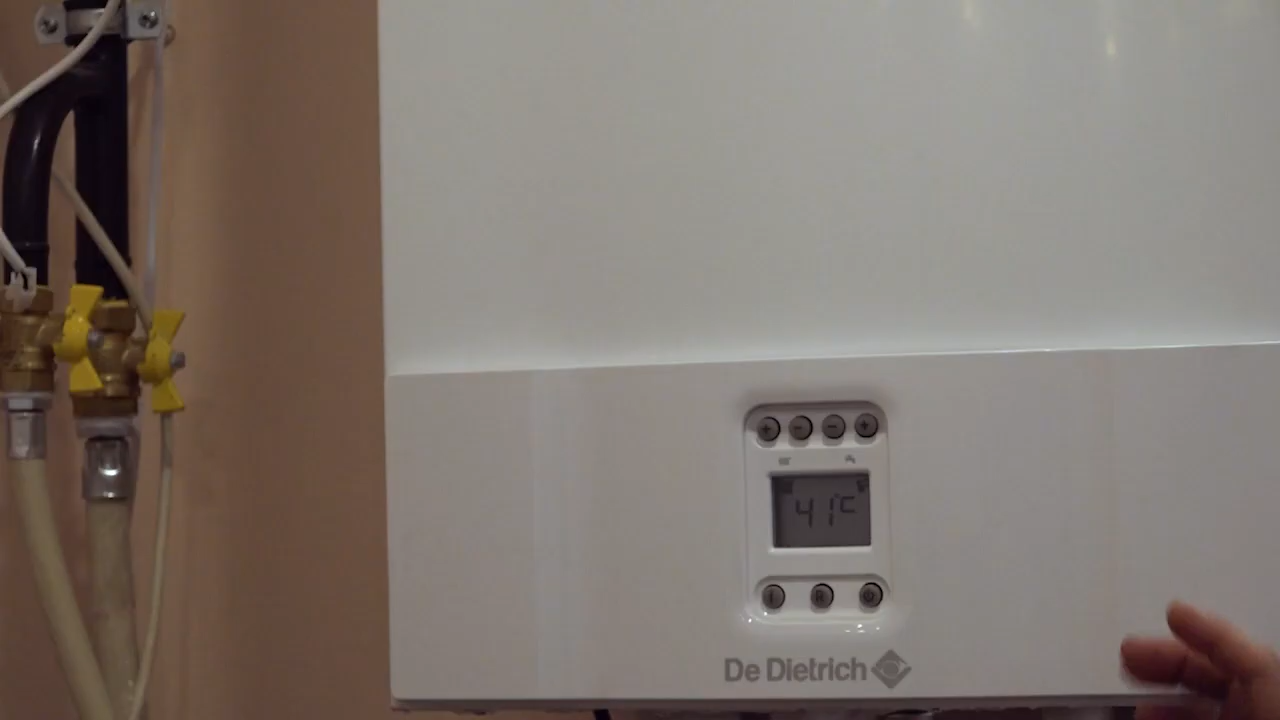 + - - +
41°C
i R
De Dietrich